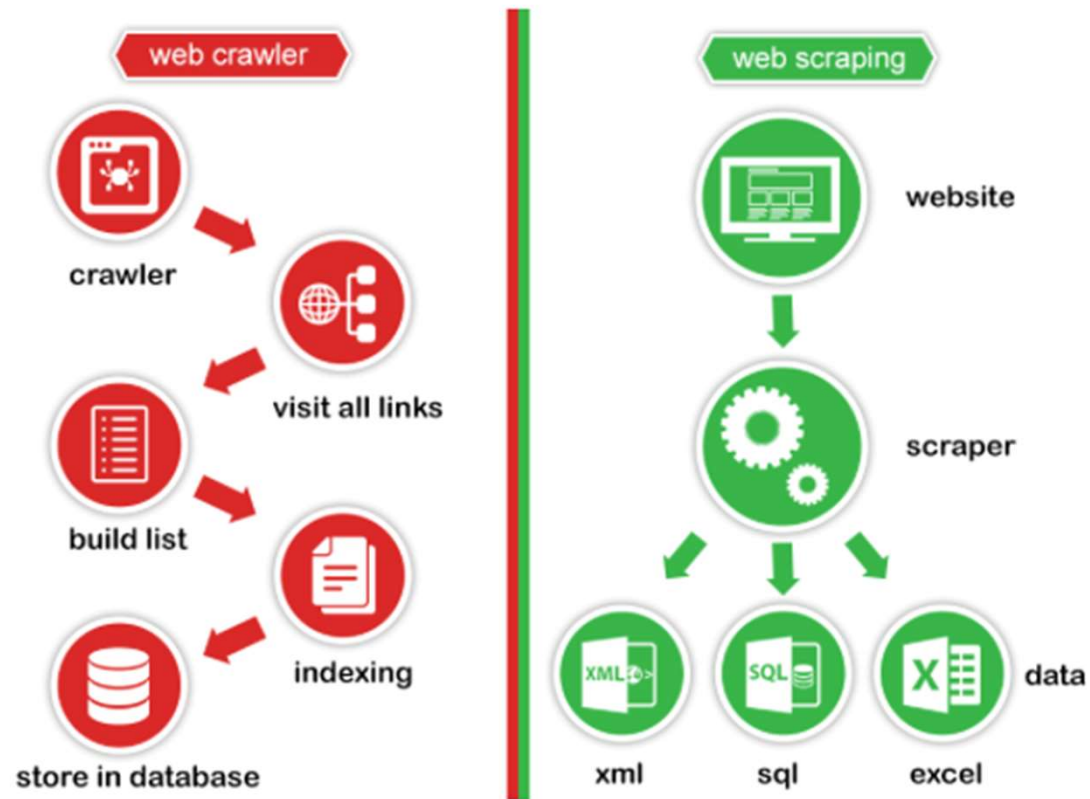 web crawler
crawler
visit all links
build list
indexing
store in database
web scraping
website
scraper
XML
SQL
X
data
xml
sql
excel